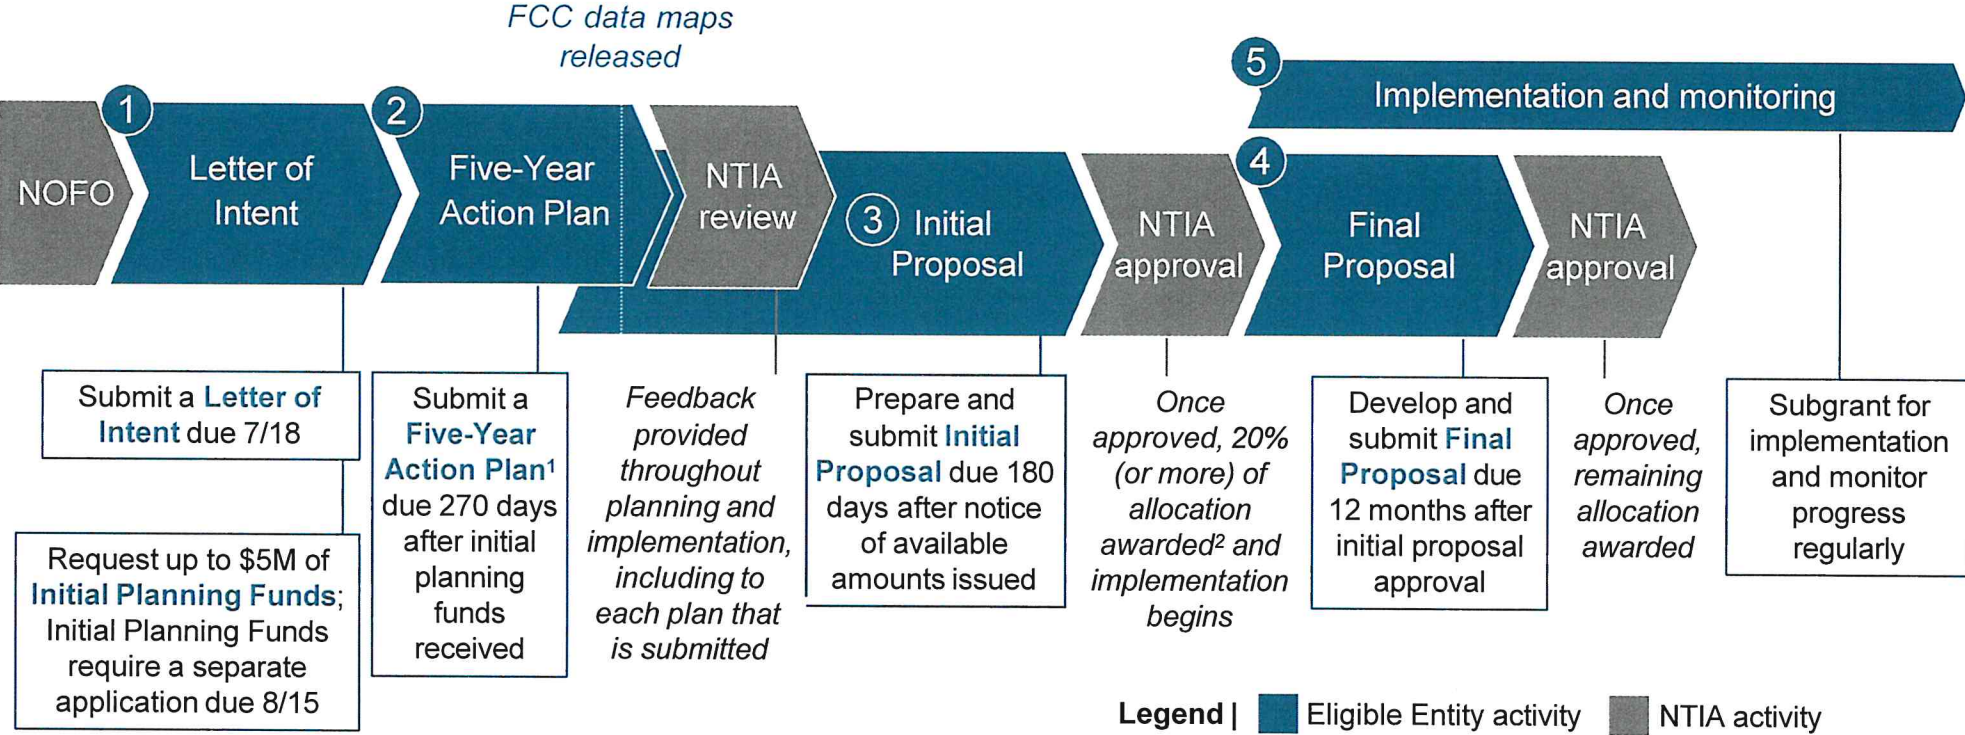 FCC data maps
released
5
Implementation and monitoring
NOFO
1
Letter of
Intent
2
Five-Year
Action Plan
NTIA
review
3
Initial
Proposal
NTIA
approval
4
Final
Proposal
NTIA
approval
Submit a Letter of
Intent due 7/18
Request up to $5M of
Initial Planning Funds;
Initial Planning Funds
require a separate
application due 8/15
Submit a
Five-Year
Action Plan¹
due 270 days
after initial
planning
funds
received
Feedback
provided
throughout
planning and
implementation,
including to
each plan that
is submitted
Prepare and
submit Initial
Proposal due 180
days after notice
of available
amounts issued
Once
approved, 20%
(or more) of
allocation
awarded² and
implementation
begins
Develop and
submit Final
Proposal due
12 months after
initial proposal
approval
Once
approved,
remaining
allocation
awarded
Subgrant for
implementation
and monitor
progress
regularly
Legend | Eligible Entity activity NTIA activity